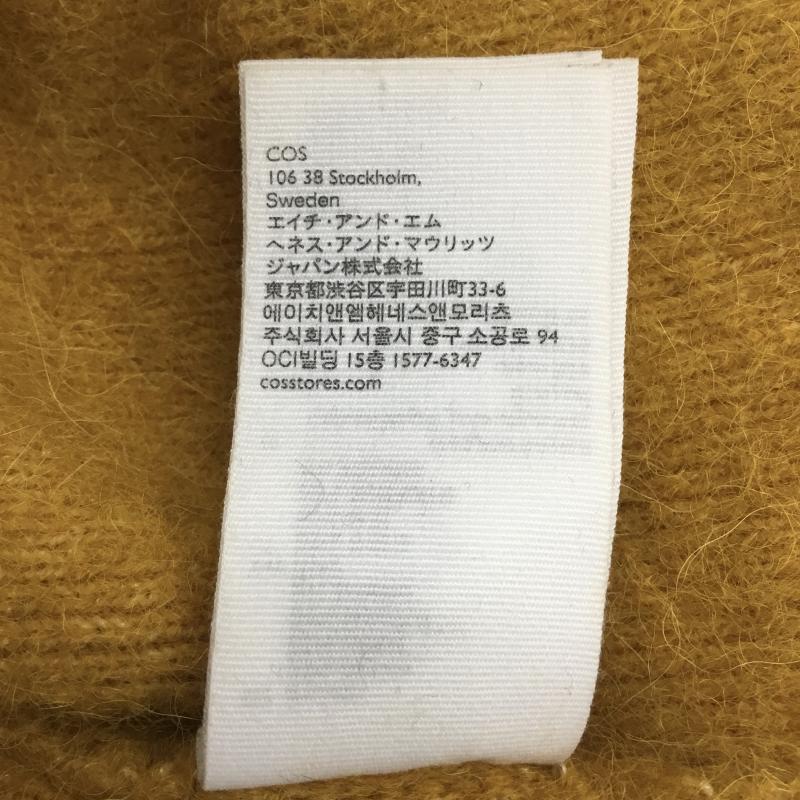 COS
106 38 Stockholm,
Sweden
エイチ・アンド・エム
ヘネス・アンド・マウリッツ
ジャパン株式会社
東京都渋谷区宇田川町33-6
에이치앤엠헤네스앤모리츠
주식회사 서울시 중구 소공로 94
OCI빌딩 15층 1577-6347
cosstores.com